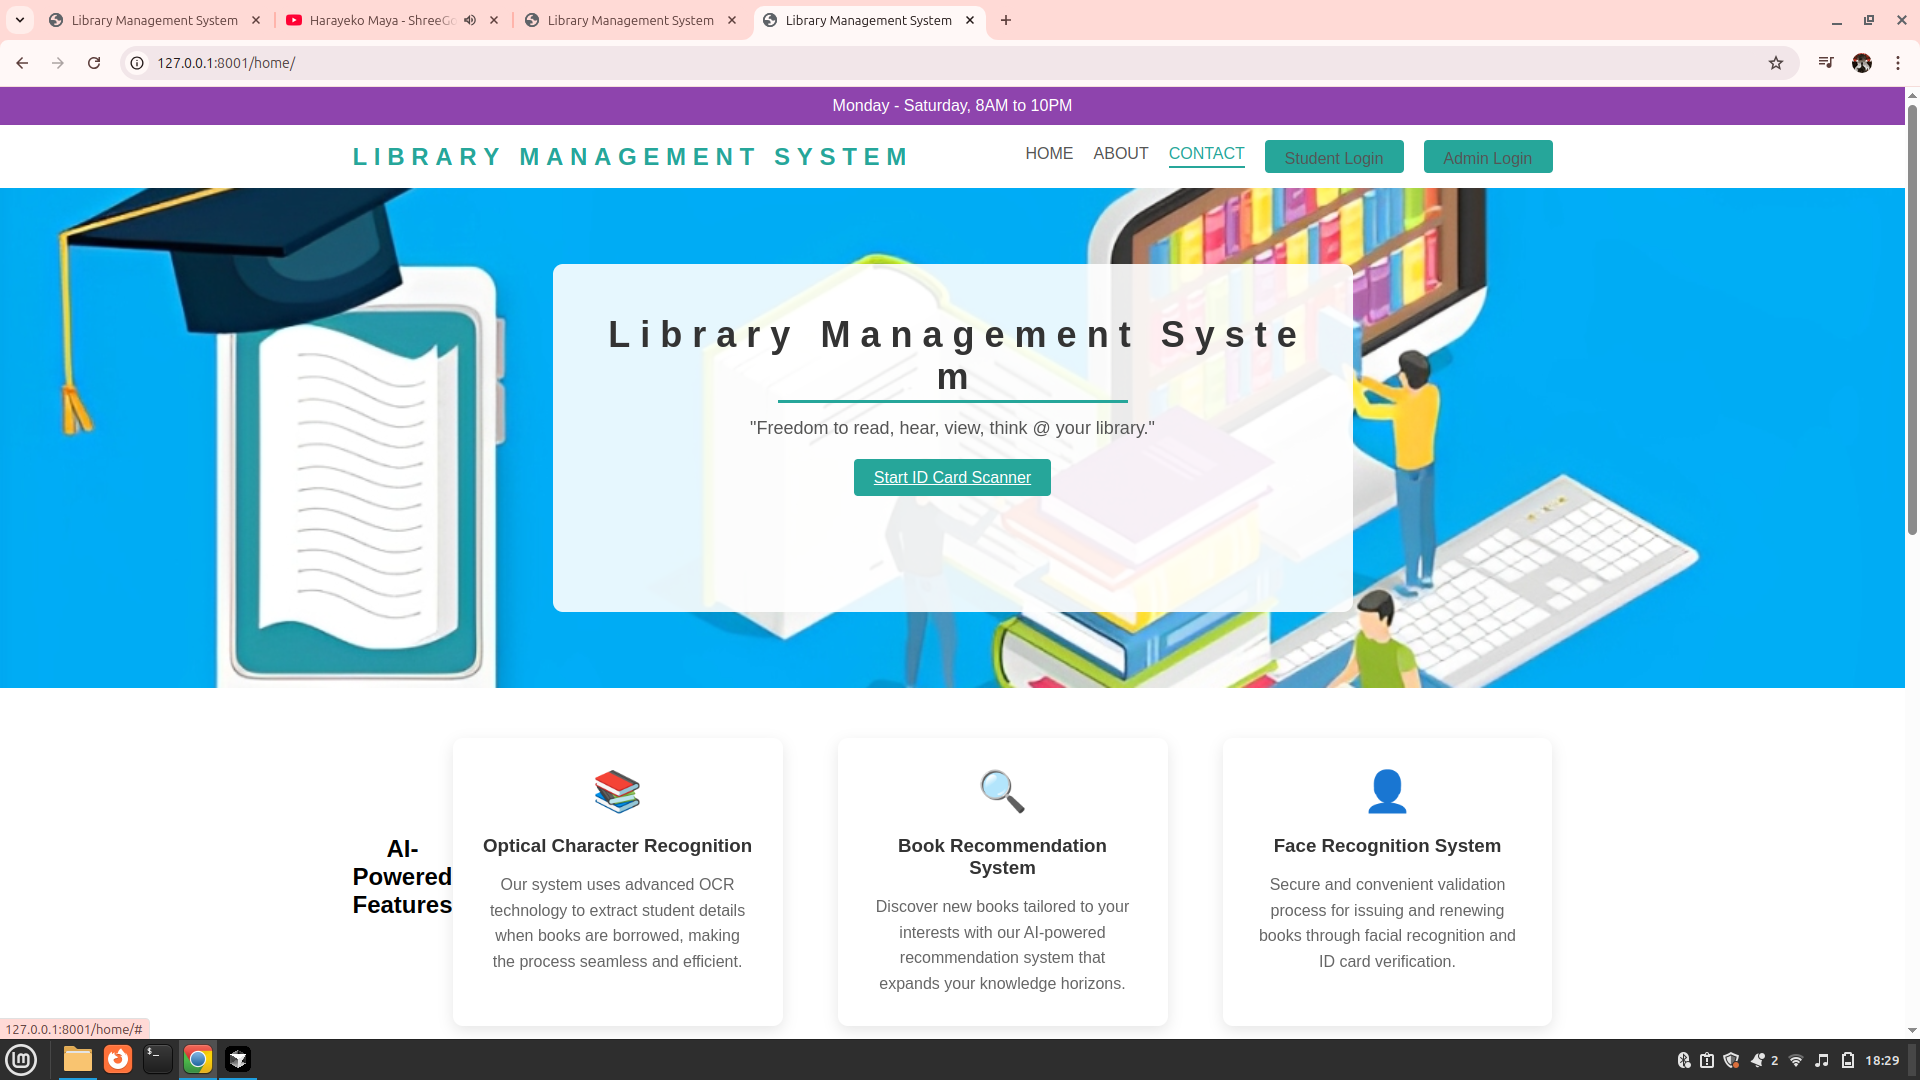 Library Management System
Harayeko Maya - ShreeGo
Library Management System
Library Management System
127.0.0.1:8001/home/
Monday - Saturday, 8AM to 10PM
LIBRARY MANAGEMENT SYSTEM
HOME
ABOUT
CONTACT
Student Login
Admin Login
Library Management Syste
m
"Freedom to read, hear, view, think @ your library."
Start ID Card Scanner
AI-
Powered
Features
Optical Character Recognition
Our system uses advanced OCR
technology to extract student details
when books are borrowed, making
the process seamless and efficient.
Book Recommendation
System
Discover new books tailored to your
interests with our AI-powered
recommendation system that
expands your knowledge horizons.
Face Recognition System
Secure and convenient validation
process for issuing and renewing
books through facial recognition and
ID card verification.
127.0.0.1:8001/home/#
2
18:29